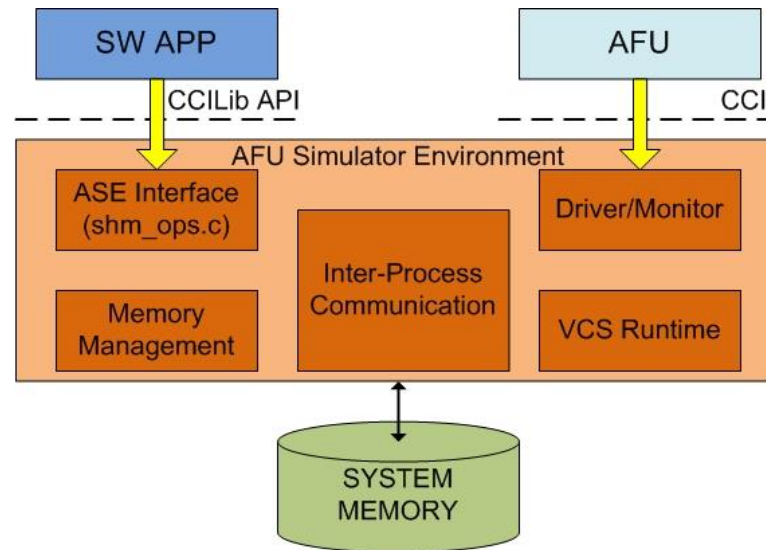 SW APP
AFU
CCILib API
CCI
AFU Simulator Environment
ASE Interface
(shm_ops.c)
Driver/Monitor
Inter-Process
Communication
Memory
Management
VCS Runtime
SYSTEM
MEMORY